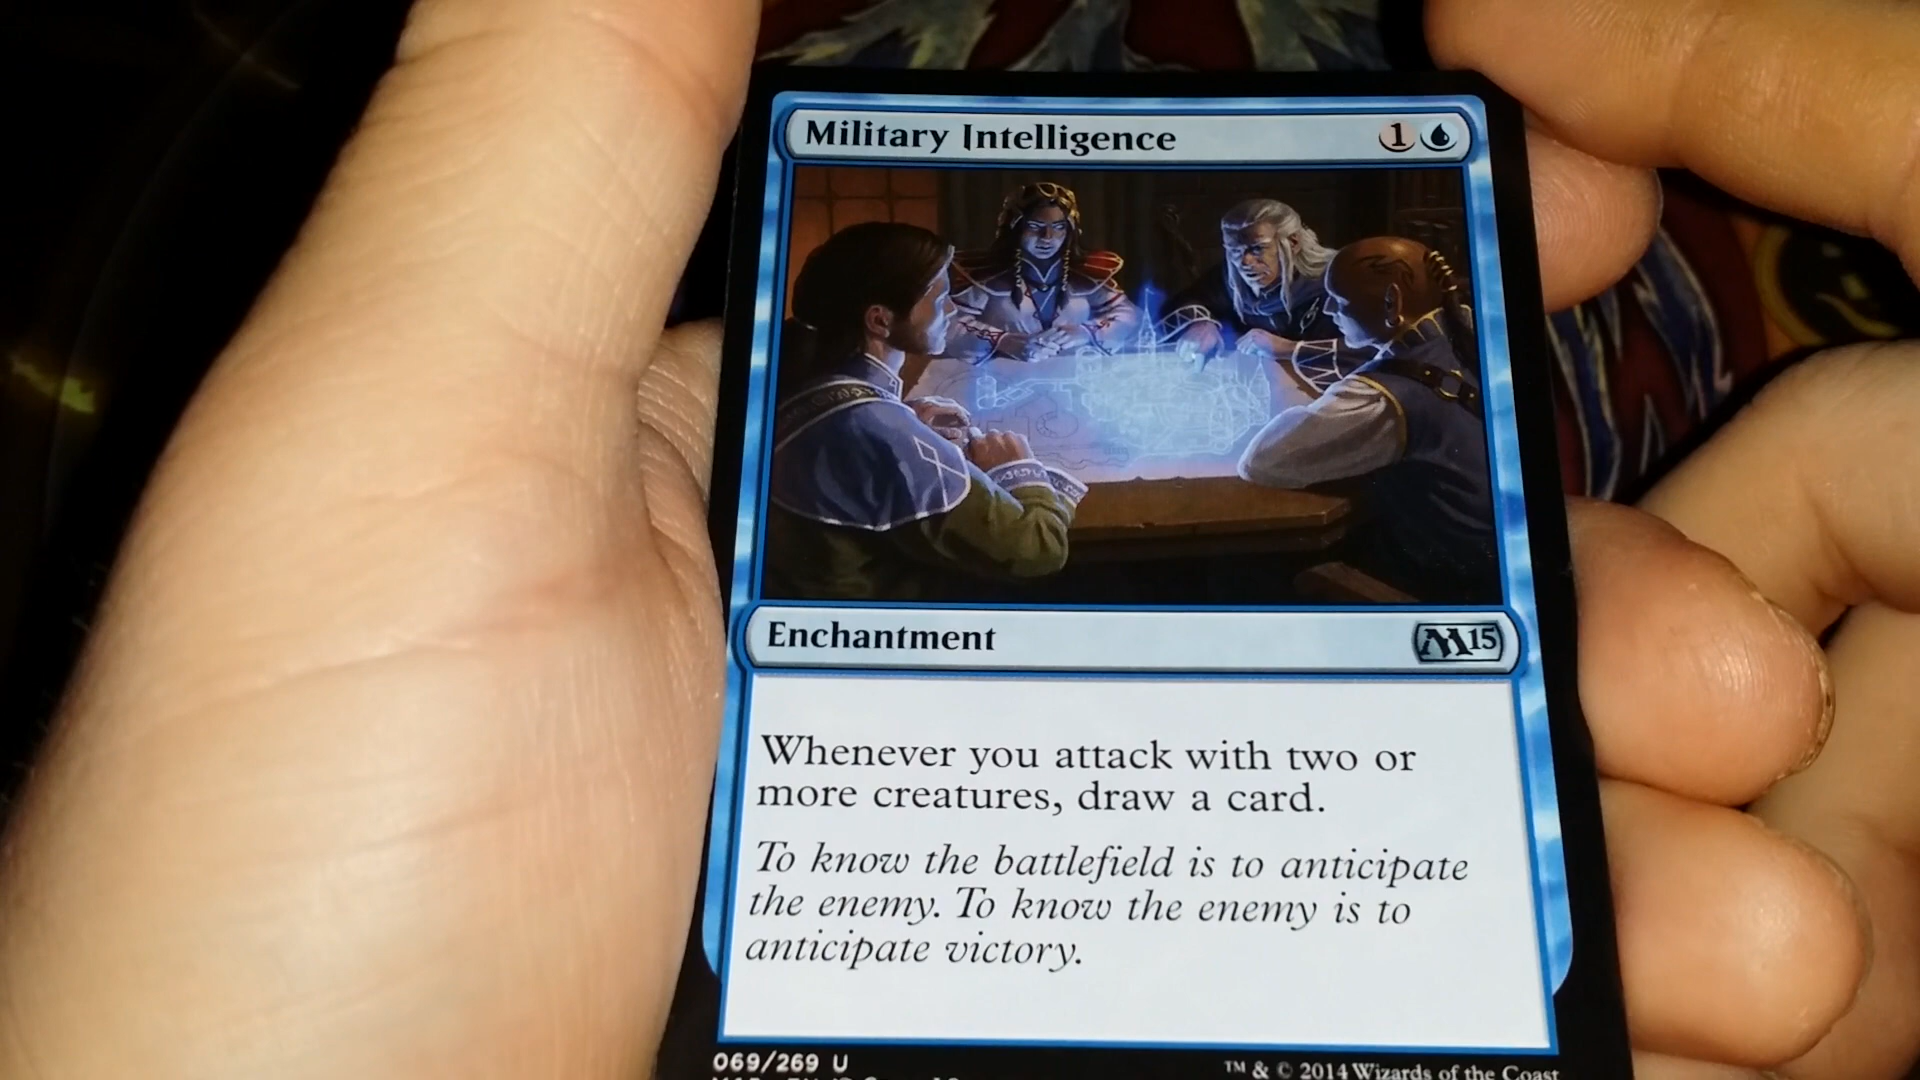 Military Intelligence 1
Enchantment M15
Whenever you attack with two or
more creatures, draw a card.
To know the battlefield is to anticipate
the enemy. To know the enemy is to
anticipate victory.
069/269 U
™ & © 2014 Wizards of the Coast